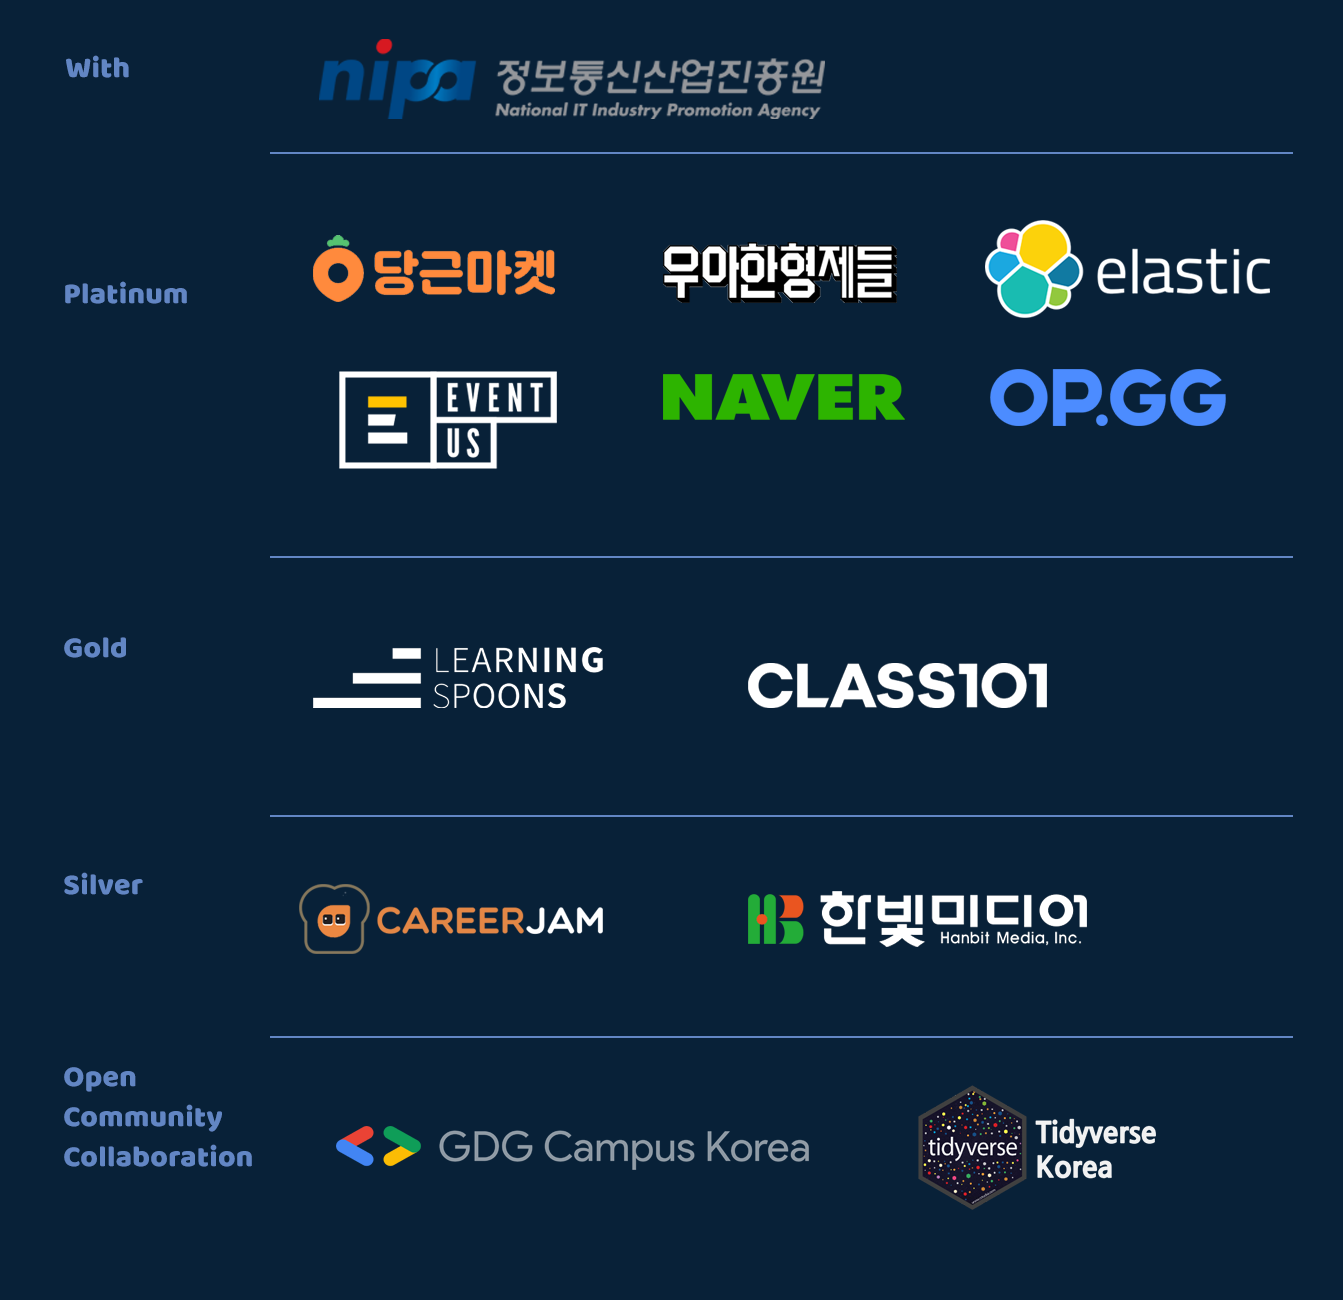 With
nipa 정보통신산업진흥원
National IT Industry Promotion Agency
Platinum
당근마켓
우아한형제들
elastic
E EVENT
US
NAVER
OP.GG
Gold
LEARNING
SPOONS
CLASS101
Silver
CAREERJAM
HB 한빛미디어
Hanbit Media, Inc.
Open
Community
Collaboration
GDG Campus Korea
tidyverse
Tidyverse
Korea